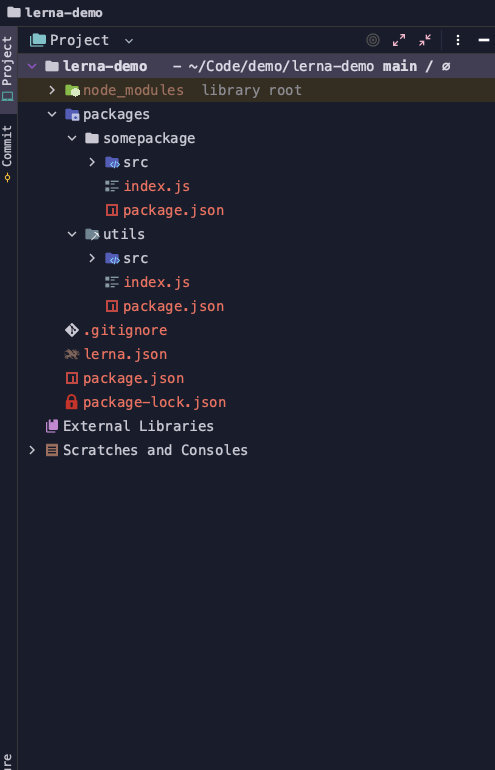 lerna-demo
Project
Commit
Project
lerna-demo – ~/Code/demo/lerna-demo main / ∅
node_modules library root
packages
somepackage
src
index.js
package.json
utils
src
index.js
package.json
.gitignore
lerna.json
package.json
package-lock.json
External Libraries
Scratches and Consoles